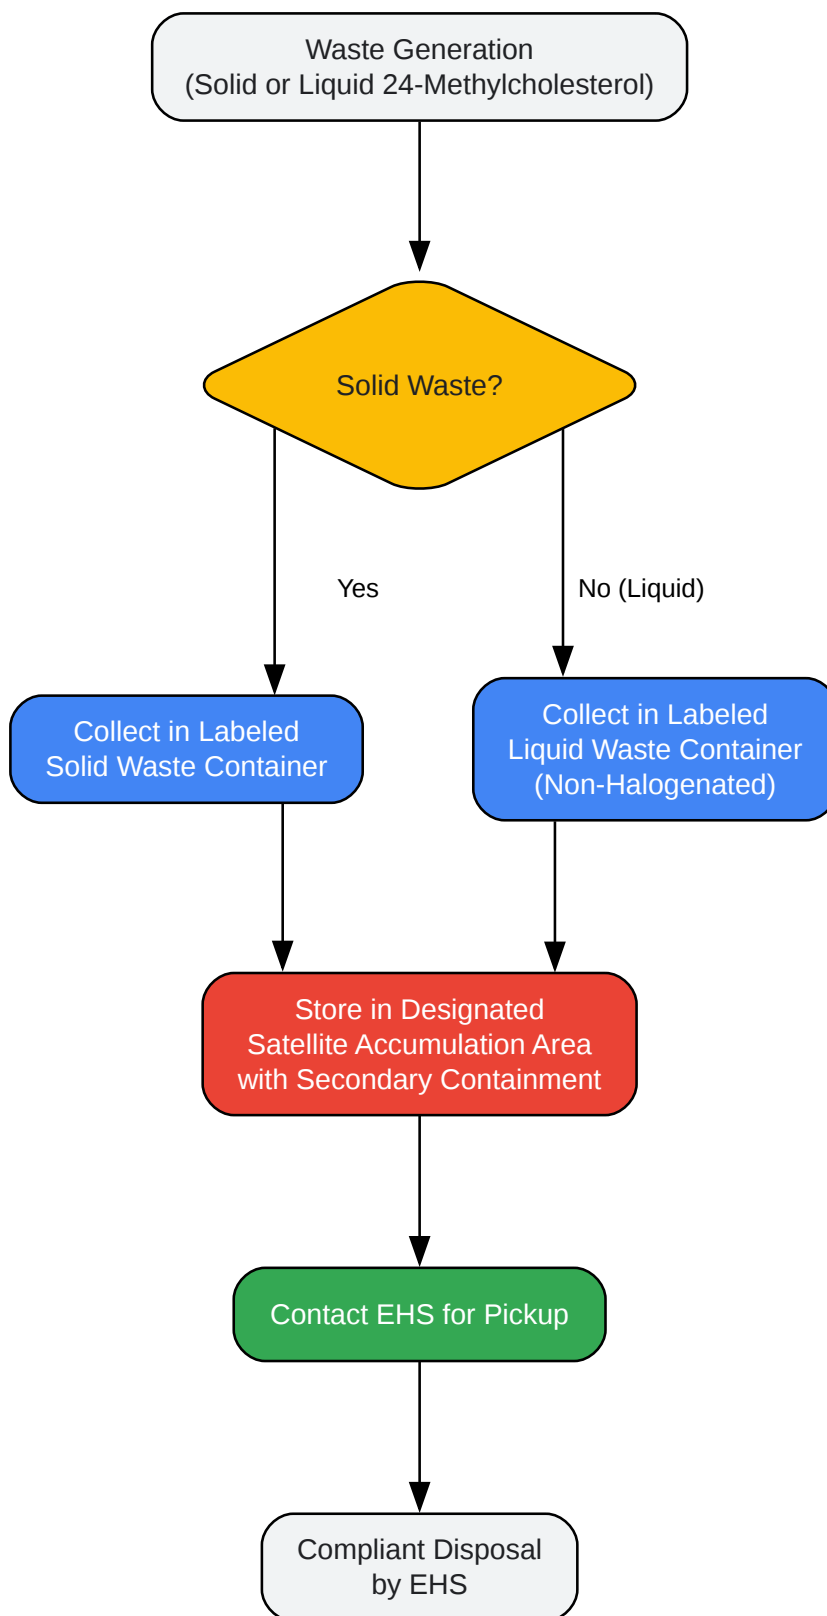 Waste Generation
(Solid or Liquid 24-Methylcholesterol)
Solid Waste?
Yes
No (Liquid)
Collect in Labeled
Solid Waste Container
Collect in Labeled
Liquid Waste Container
(Non-Halogenated)
Store in Designated
Satellite Accumulation Area
with Secondary Containment
Contact EHS for Pickup
Compliant Disposal
by EHS